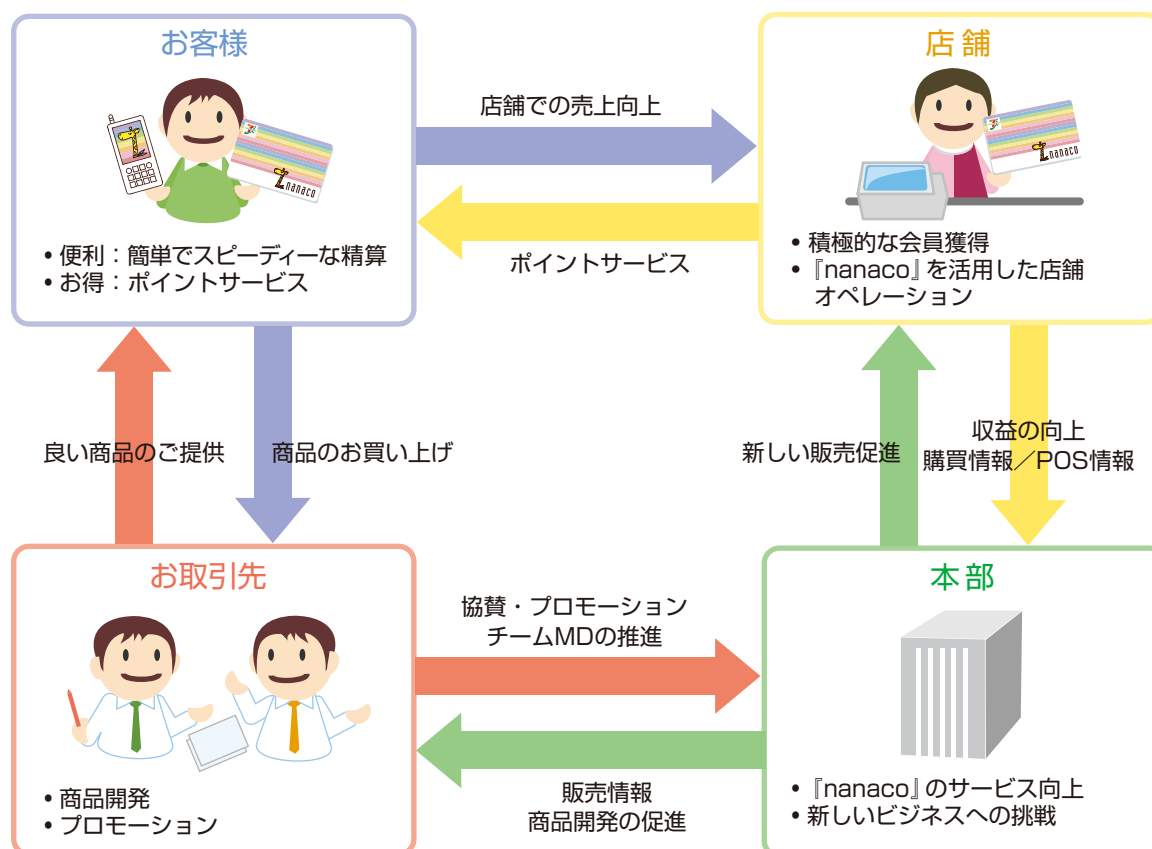 お客様
nanaco
・便利：簡単でスピーディーな精算
・お得：ポイントサービス
店舗での売上向上
ポイントサービス
店舗
nanaco
・積極的な会員獲得
・『nanaco』を活用した店舗
オペレーション
良い商品のご提供
商品のお買い上げ
新しい販売促進
収益の向上
購買情報／POS情報
お取引先
・商品開発
・プロモーション
協賛・プロモーション
チームMDの推進
販売情報
商品開発の促進
本部
・『nanaco』のサービス向上
・新しいビジネスへの挑戦